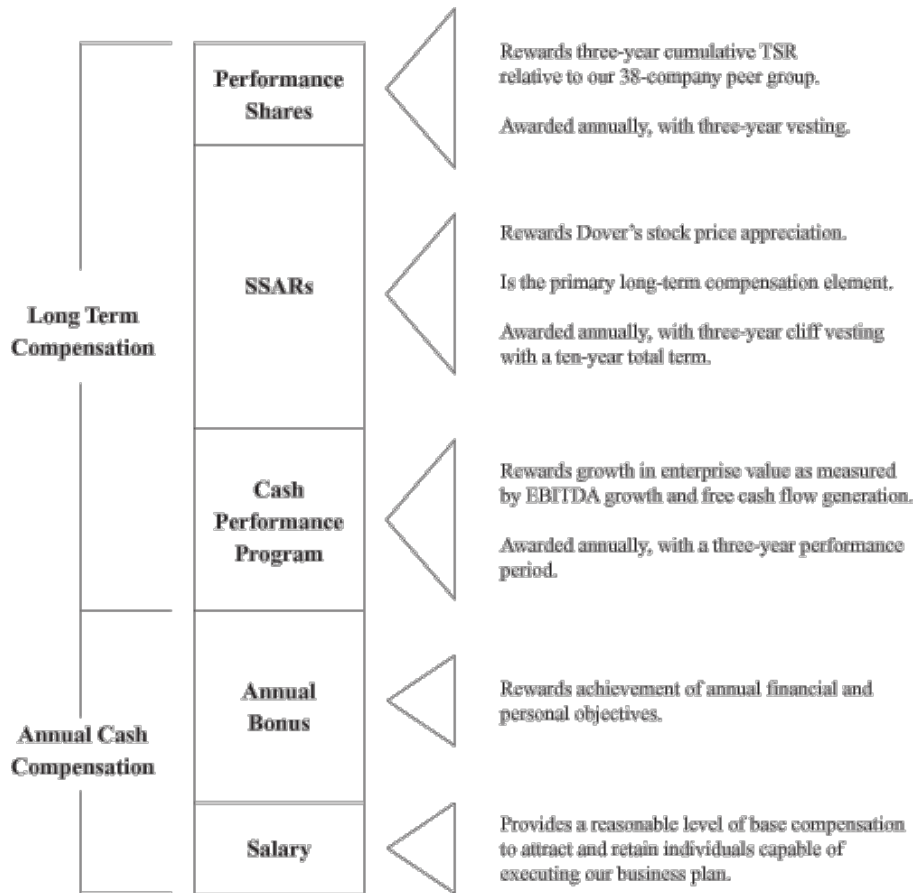 Performance
Shares
Rewards three-year cumulative TSR
relative to our 38-company peer group.
Awarded annually, with three-year vesting.
Long Term
Compensation
SSARs
Rewards Dover's stock price appreciation.
Is the primary long-term compensation element.
Awarded annually, with three-year cliff vesting
with a ten-year total term.
Cash
Performance
Program
Rewards growth in enterprise value as measured
by EBITDA growth and free cash flow generation.
Awarded annually, with a three-year performance
period.
Annual Cash
Compensation
Annual
Bonus
Rewards achievement of annual financial and
personal objectives.
Salary
Provides a reasonable level of base compensation
to attract and retain individuals capable of
executing our business plan.